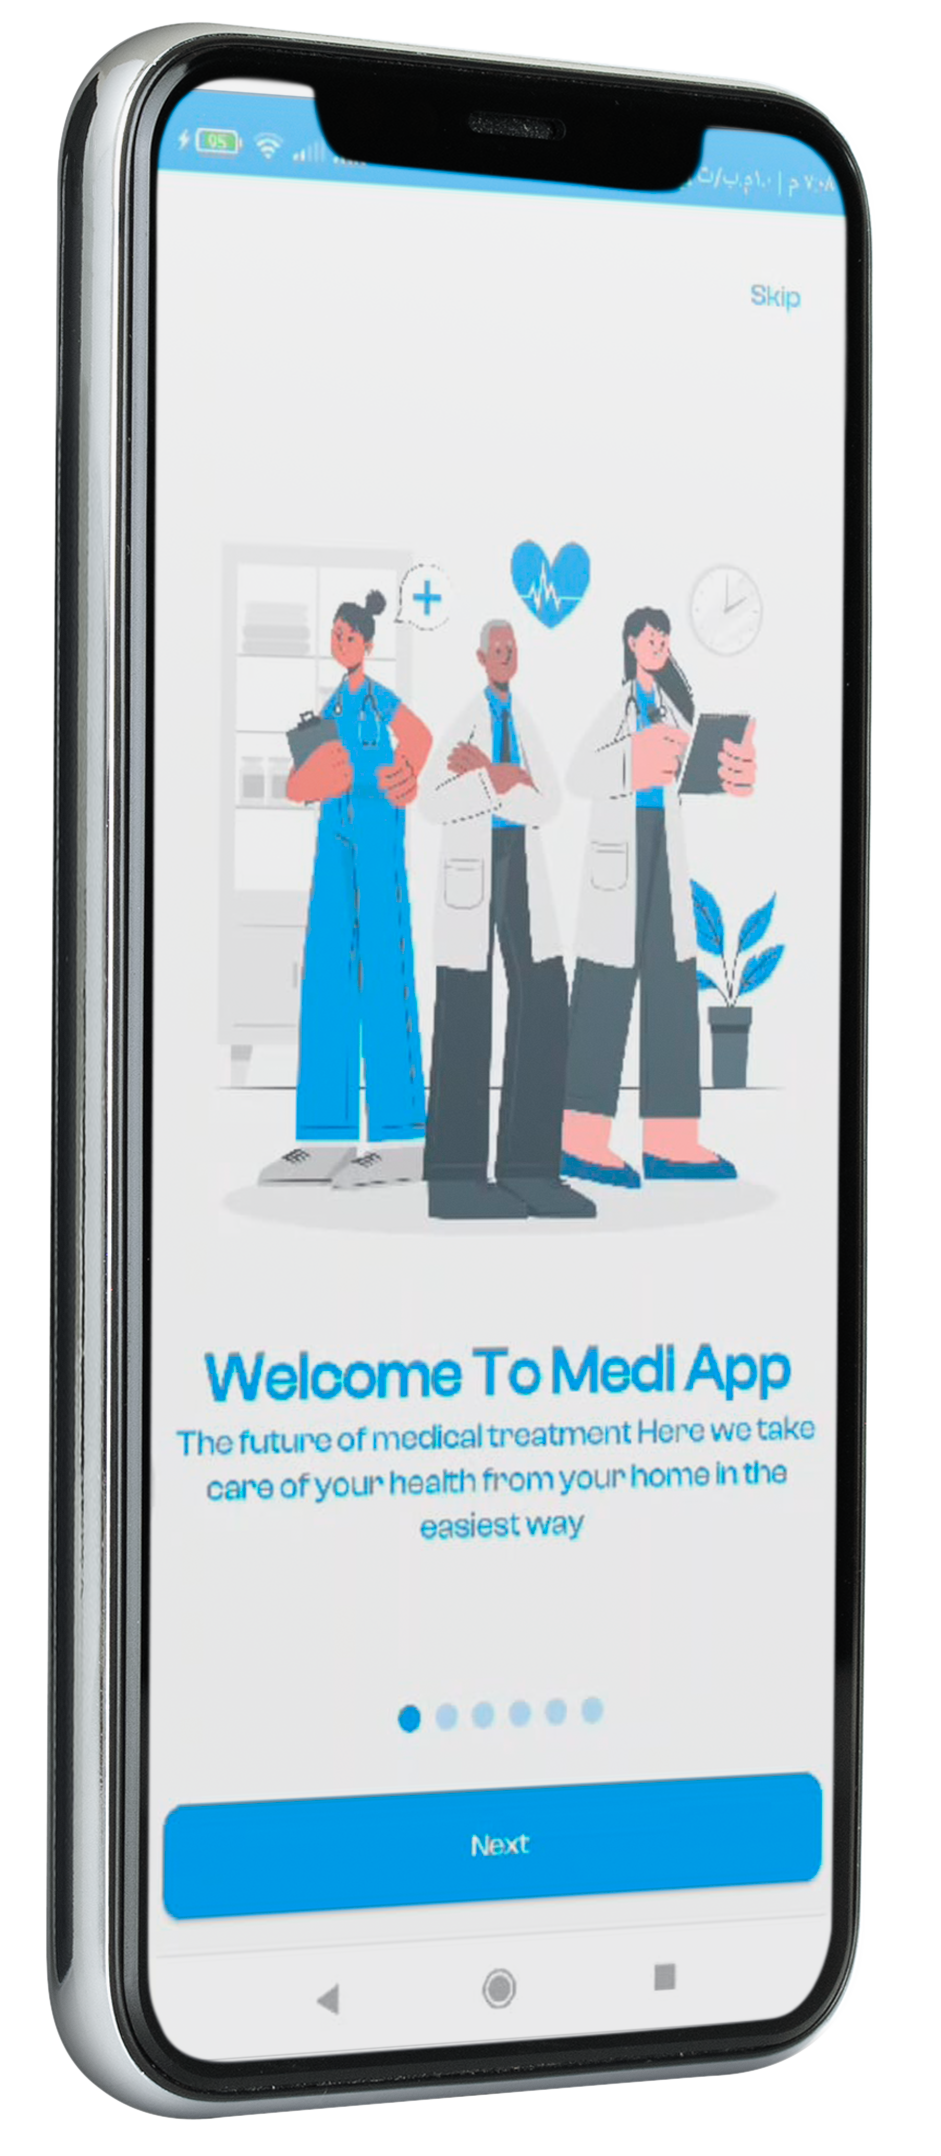 95
م ٧:٠٨ | ٠.١م.ب/ث
Skip
Welcome To Medi App
The future of medical treatment Here we take
care of your health from your home in the
easiest way
Next